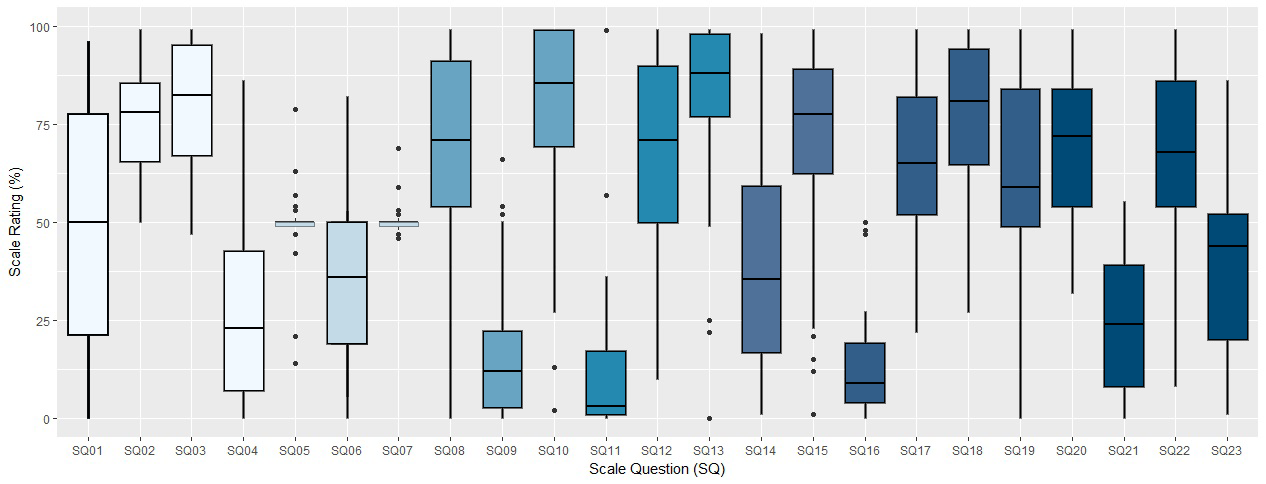 Scale Rating (%)
100
75
50
25
0
SQ01 SQ02 SQ03 SQ04 SQ05 SQ06 SQ07 SQ08 SQ09 SQ10 SQ11 SQ12 SQ13 SQ14 SQ15 SQ16 SQ17 SQ18 SQ19 SQ20 SQ21 SQ22 SQ23
Scale Question (SQ)